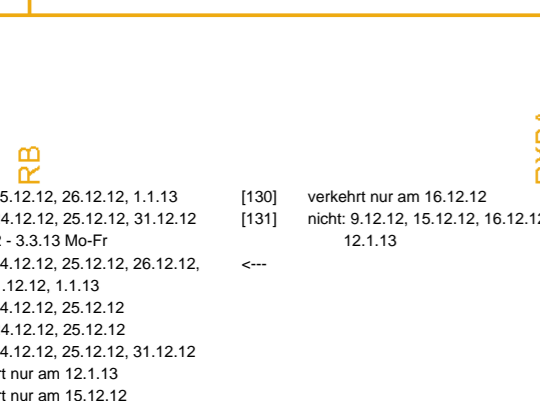 RB
5.12.12, 26.12.12, 1.1.13
4.12.12, 25.12.12, 31.12.12
- 3.3.13 Mo-Fr
4.12.12, 25.12.12, 26.12.12,
.12.12, 1.1.13
4.12.12, 25.12.12
4.12.12, 25.12.12
4.12.12, 25.12.12, 31.12.12
nur am 12.1.13
nur am 15.12.12
[130] verkehrt nur am 16.12.12
[131] nicht: 9.12.12, 15.12.12, 16.12.12
12.1.13
<---